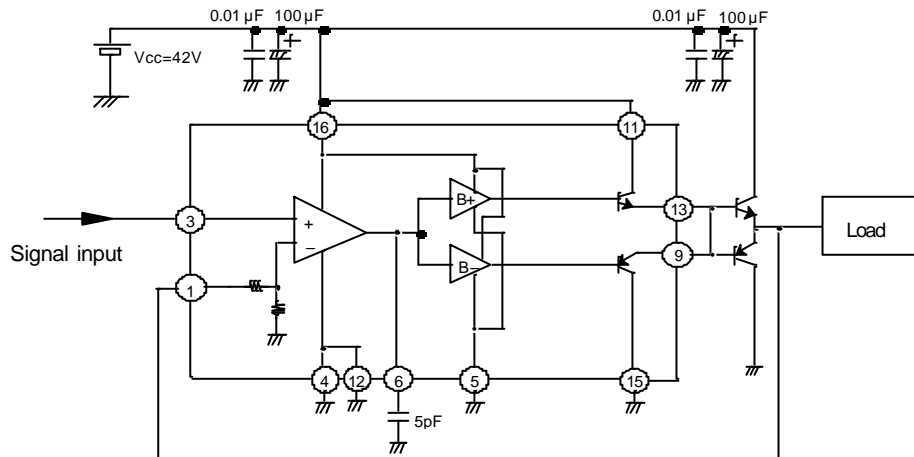 0.01 µF
100 µF
+
0.01 µF
100 µF
+
Vcc=42V
16
11
B+
3
+
13
Signal input
−
Load
B−
9
1
4
12
6
5
15
5pF